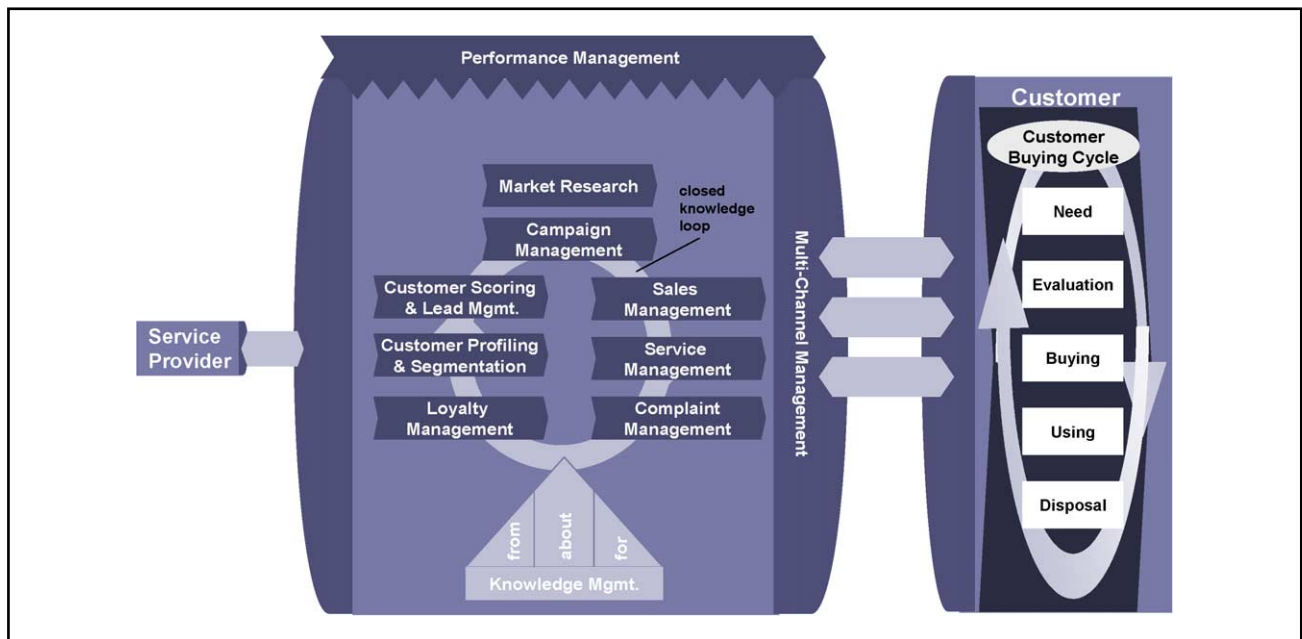 Performance Management
Market Research
closed
knowledge
loop
Campaign
Management
Customer Scoring
& Lead Mgmt.
Sales
Management
Customer Profiling
& Segmentation
Service
Management
Loyalty
Management
Complaint
Management
from
about
for
Knowledge Mgmt.
Service
Provider
Multi-Channel Management
Customer
Customer
Buying Cycle
Need
Evaluation
Buying
Using
Disposal